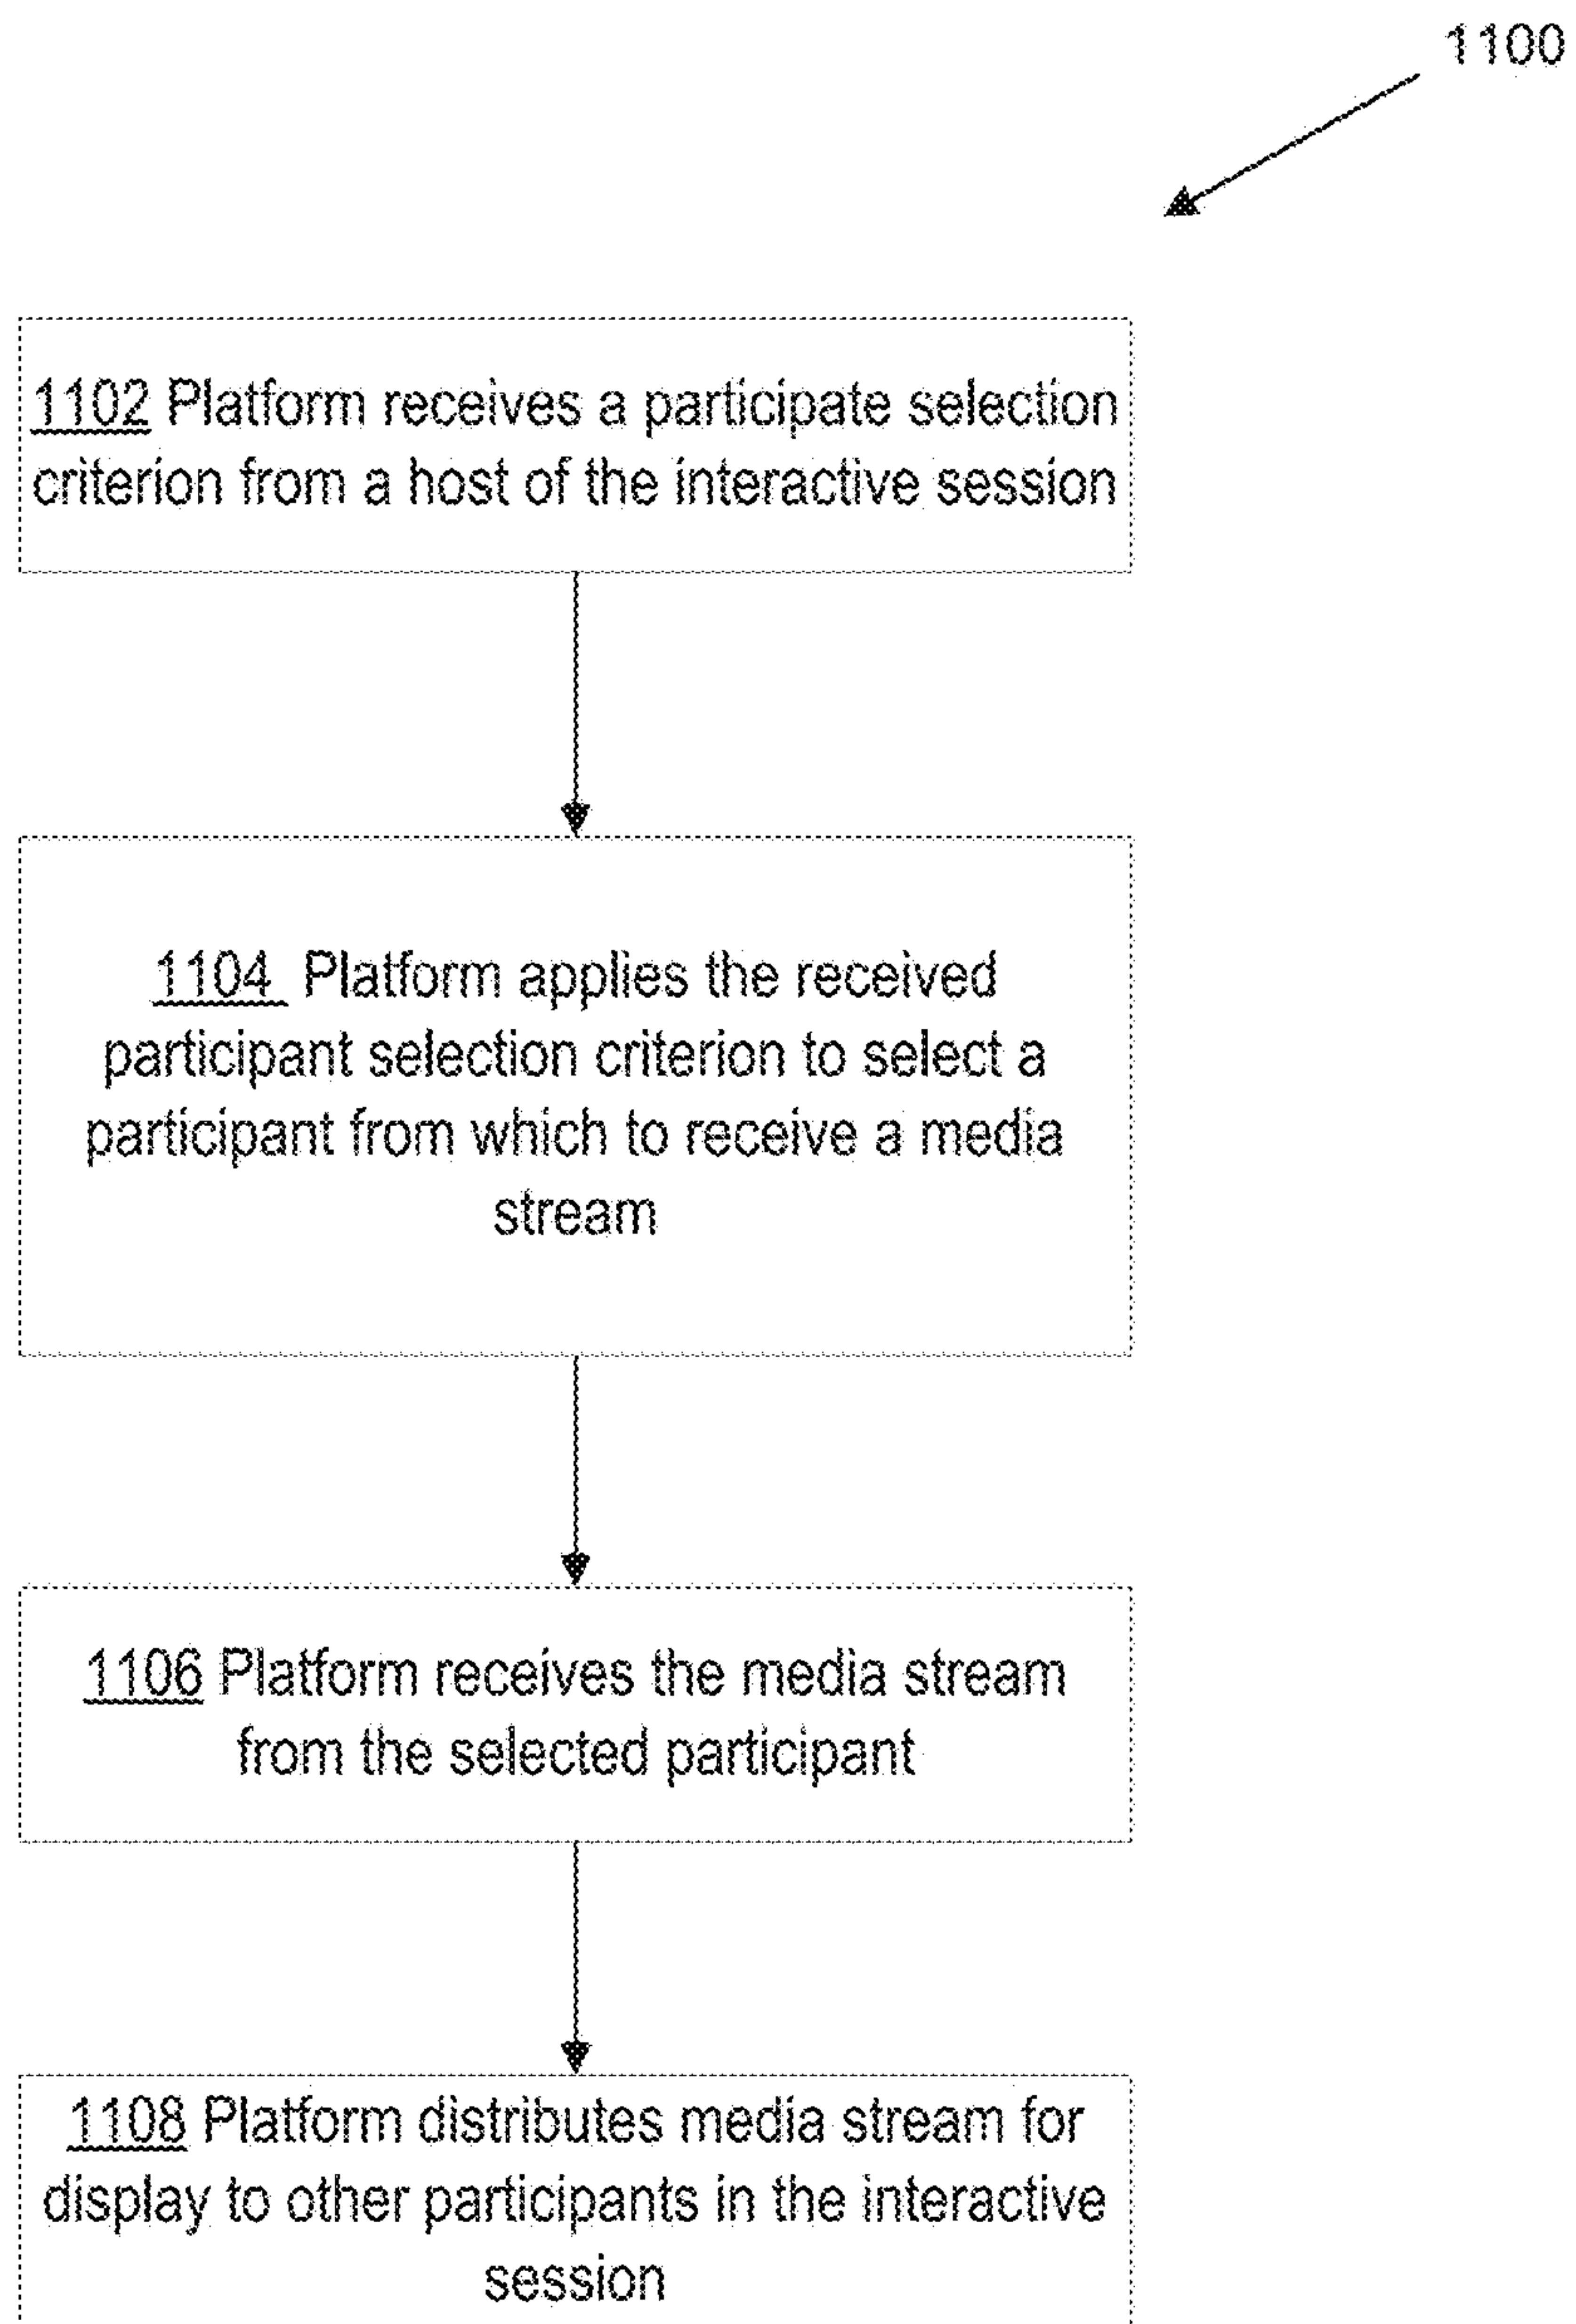 1100
1102 Platform receives a participate selection
criterion from a host of the interactive session
1104 Platform applies the received
participant selection criterion to select a
participant from which to receive a media
stream
1106 Platform receives the media stream
from the selected participant
1108 Platform distributes media stream for
display to other participants in the interactive
session